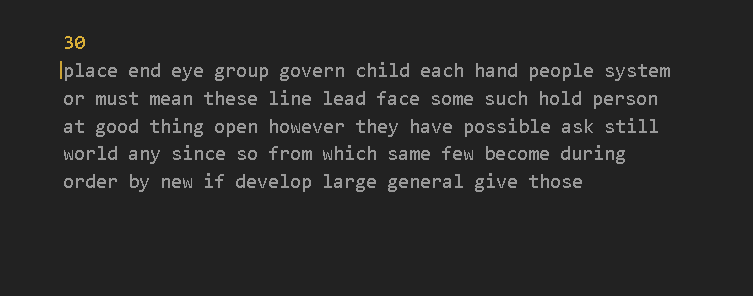 30
place end eye group govern child each hand people system
or must mean these line lead face some such hold person
at good thing open however they have possible ask still
world any since so from which same few become during
order by new if develop large general give those